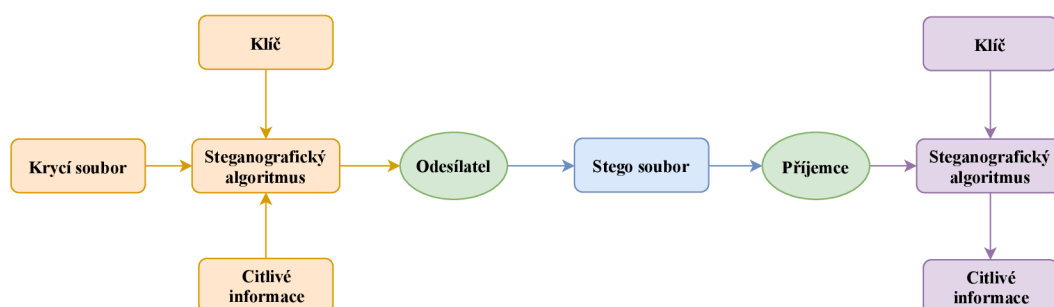 Klíč
Klíč
Krycí soubor
Steganografický
algoritmus
Odesílatel
Stego soubor
Příjemce
Steganografický
algoritmus
Citlivé
informace
Citlivé
informace